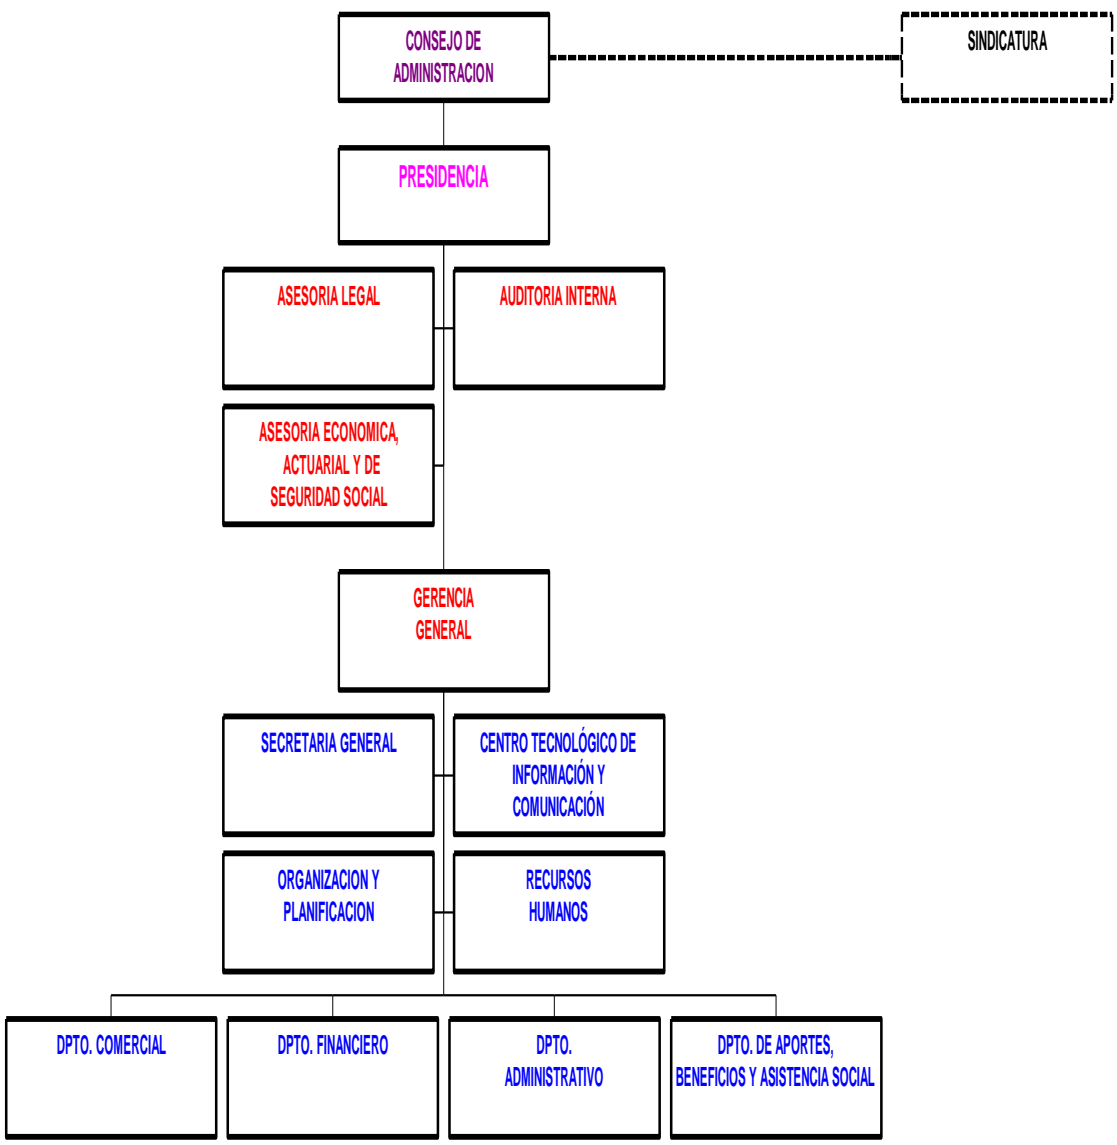 CONSEJO DE
ADMINISTRACION
SINDICATURA
PRESIDENCIA
ASESORIA LEGAL
AUDITORIA INTERNA
ASESORIA ECONOMICA,
ACTUARIAL Y DE
SEGURIDAD SOCIAL
GERENCIA
GENERAL
SECRETARIA GENERAL
CENTRO TECNOLÓGICO DE
INFORMACIÓN Y
COMUNICACIÓN
ORGANIZACION Y
PLANIFICACION
RECURSOS
HUMANOS
DPTO. COMERCIAL
DPTO. FINANCIERO
DPTO.
ADMINISTRATIVO
DPTO. DE APORTES,
BENEFICIOS Y ASISTENCIA SOCIAL